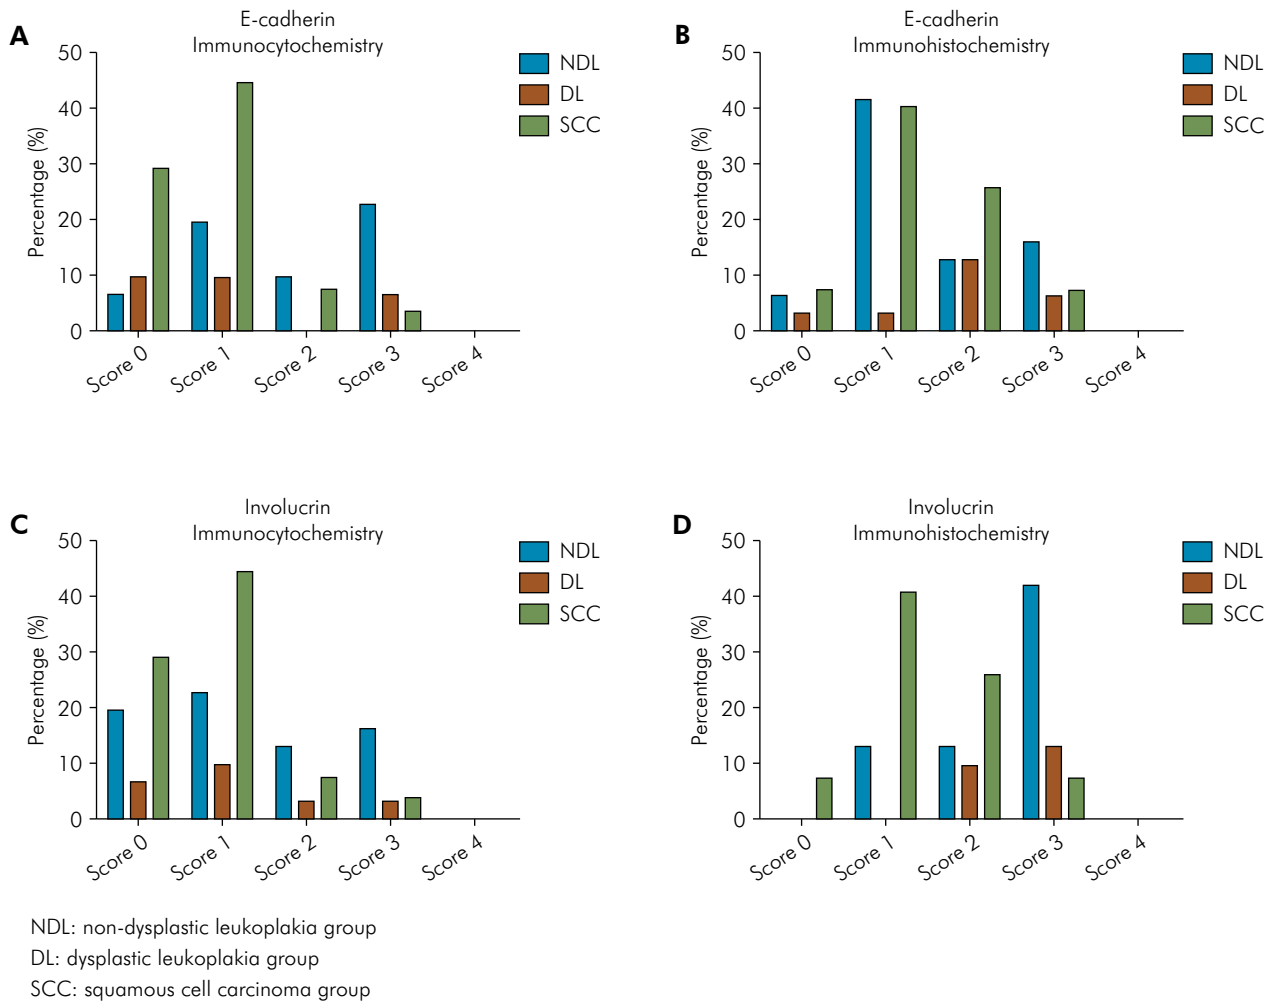 A
E-cadherin
Immunocytochemistry
50
40
30
20
10
0
Percentage (%)
Score 0
Score 1
Score 2
Score 3
Score 4
NDL
DL
SCC
B
E-cadherin
Immunohistochemistry
50
40
30
20
10
0
Percentage (%)
Score 0
Score 1
Score 2
Score 3
Score 4
NDL
DL
SCC
C
Involucrin
Immunocytochemistry
50
40
30
20
10
0
Percentage (%)
Score 0
Score 1
Score 2
Score 3
Score 4
NDL
DL
SCC
D
Involucrin
Immunohistochemistry
50
40
30
20
10
0
Percentage (%)
Score 0
Score 1
Score 2
Score 3
Score 4
NDL
DL
SCC
NDL: non-dysplastic leukoplakia group
DL: dysplastic leukoplakia group
SCC: squamous cell carcinoma group